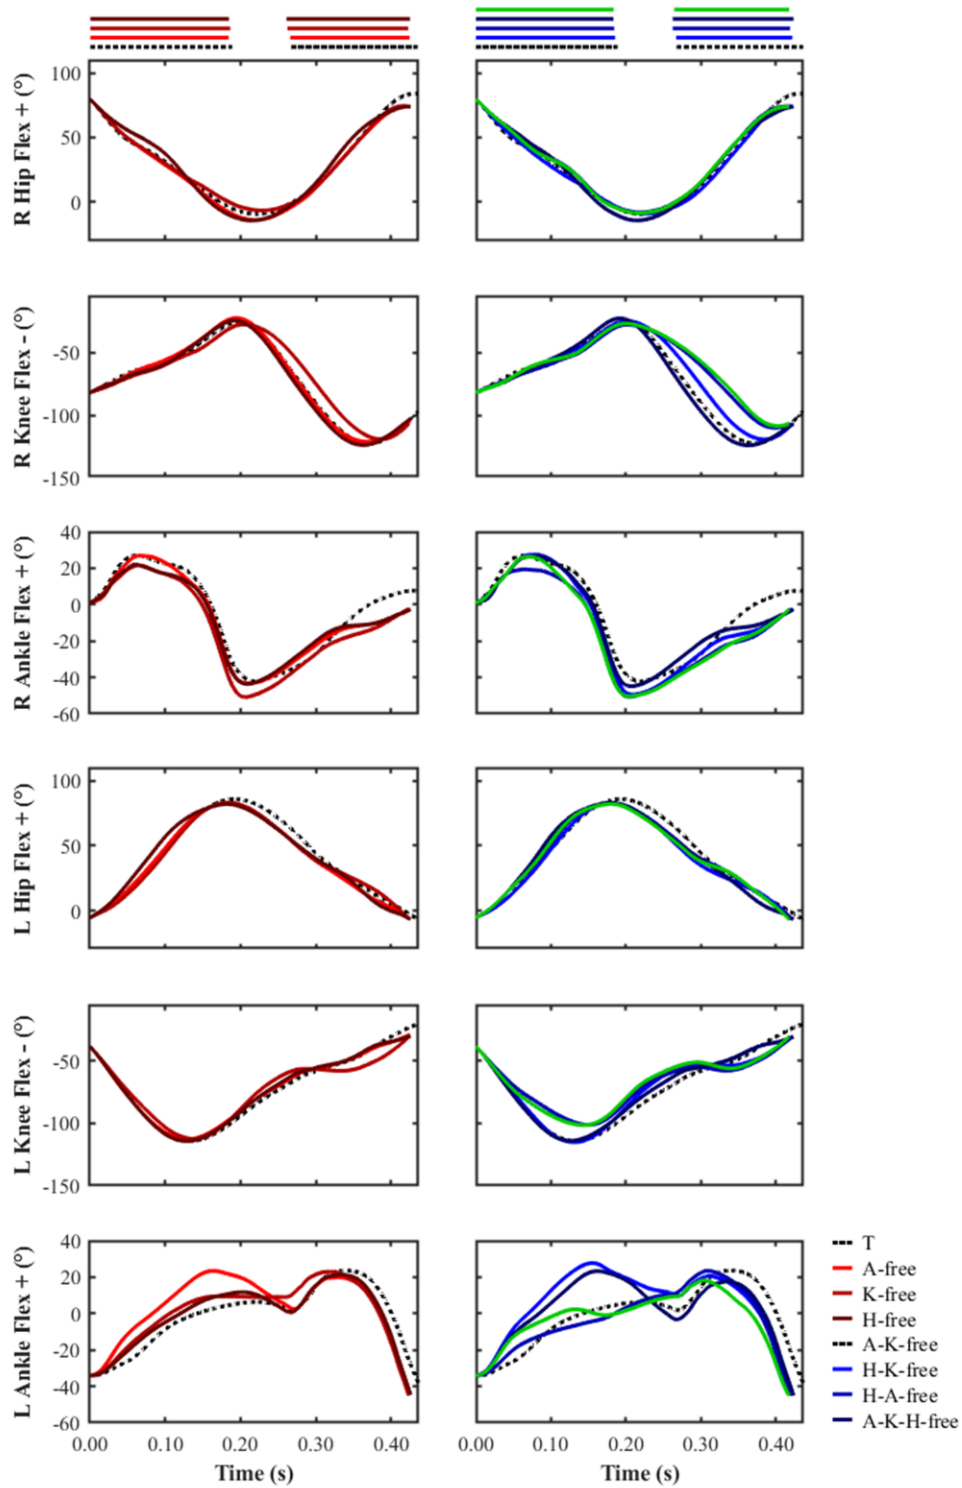 R Hip Flex + (°)
100
50
0
R Knee Flex - (°)
-50
-100
-150
R Ankle Flex + (°)
40
20
0
-20
-40
-60
L Hip Flex + (°)
100
50
0
L Knee Flex - (°)
-50
-100
-150
L Ankle Flex + (°)
40
20
0
-20
-40
-60
0.00 0.10 0.20 0.30 0.40
Time (s)
0.00 0.10 0.20 0.30 0.40
Time (s)
T
A-free
K-free
H-free
A-K-free
H-K-free
H-A-free
A-K-H-free